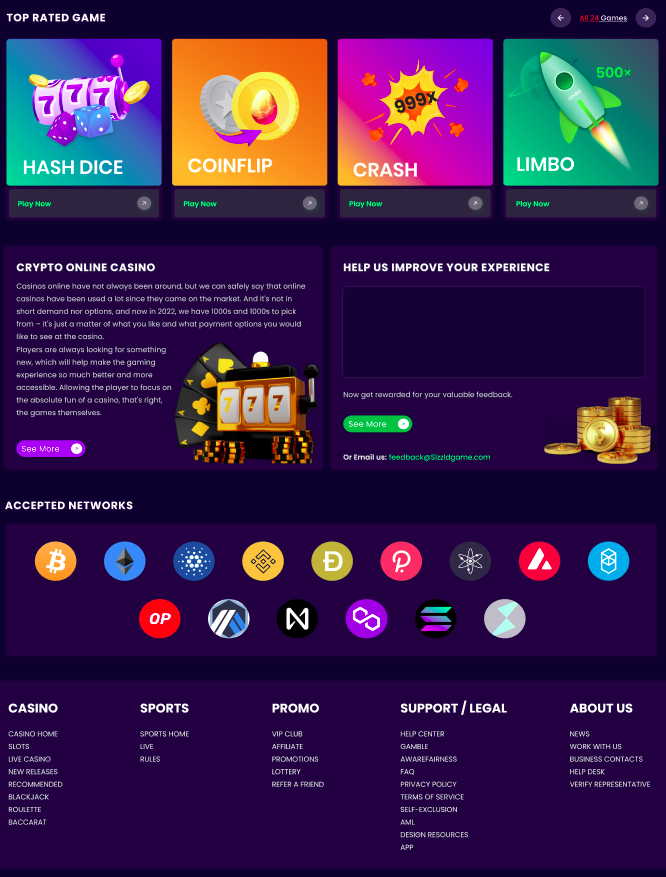 TOP RATED GAME
All 24 Games
777
HASH DICE
Play Now
COINFLIP
Play Now
999x
CRASH
Play Now
500x
LIMBO
LIMBO
Play Now
CRYPTO ONLINE CASINO
Casinos online have not always been around, but we can safely say that online
casinos have been used a lot since they came on the market. And it's not in
short demand nor options, and now in 2022, we have 1000s and 1000s to pick
from – it's just a matter of what you like and what payment options you would
like to see at the casino.
Players are always looking for something
new, which will help make the gaming
experience so much better and more
accessible. Allowing the player to focus on
the absolute fun of a casino, that's right,
the games themselves.
A
A
A
A
777
See More
HELP US IMPROVE YOUR EXPERIENCE
Now get rewarded for your valuable feedback.
See More
Or Email us: feedback@Sizzldgame.com
ACCEPTED NETWORKS
OP
CASINO
CASINO HOME
SLOTS
LIVE CASINO
NEW RELEASES
RECOMMENDED
BLACKJACK
ROULETTE
BACCARAT
SPORTS
SPORTS HOME
LIVE
RULES
PROMO
VIP CLUB
AFFILIATE
PROMOTIONS
LOTTERY
REFER A FRIEND
SUPPORT / LEGAL
HELP CENTER
GAMBLE
AWAREFAIRNESS
FAQ
PRIVACY POLICY
TERMS OF SERVICE
SELF-EXCLUSION
AML
DESIGN RESOURCES
APP
ABOUT US
NEWS
WORK WITH US
BUSINESS CONTACTS
HELP DESK
VERIFY REPRESENTATIVE